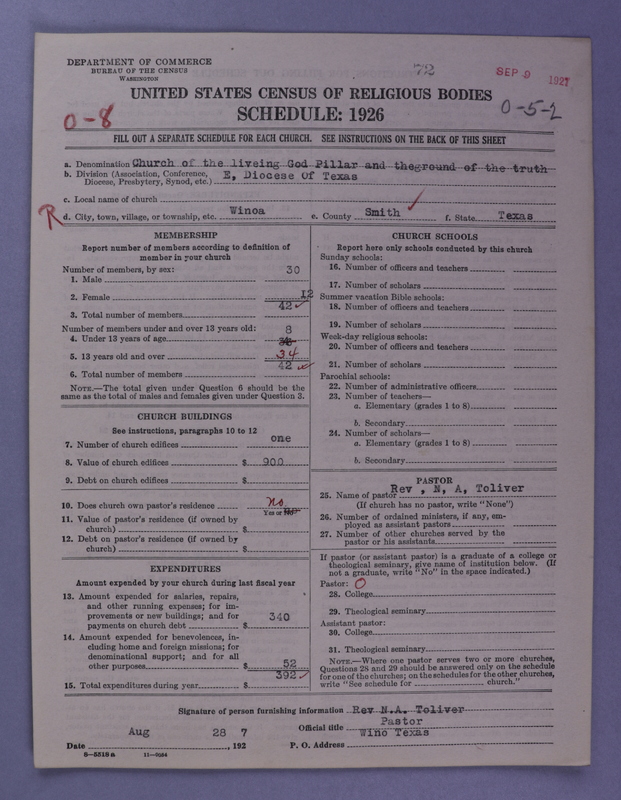 DEPARTMENT OF COMMERCE
BUREAU OF THE CENSUS
WASHINGTON
72
SEP 9 1927
UNITED STATES CENSUS OF RELIGIOUS BODIES
SCHEDULE: 1926
0-8
0-5-2
FILL OUT A SEPARATE SCHEDULE FOR EACH CHURCH. SEE INSTRUCTIONS ON THE BACK OF THIS SHEET
a. Denomination Church of the liveing God Pillar and theground of the truth
b. Division (Association, Conference, Diocese, Presbytery, Synod, etc.) E, Diocese Of Texas
c. Local name of church
R d. City, town, village, or township, etc. Winoa e. County Smith f. State Texas
MEMBERSHIP
Report number of members according to definition of
member in your church
Number of members, by sex:
1. Male 30
2. Female 12
3. Total number of members 42
Number of members under and over 13 years old:
4. Under 13 years of age 8
5. 13 years old and over 34
6. Total number of members 42
NOTE.—The total given under Question 6 should be the
same as the total of males and females given under Question 3.
CHURCH BUILDINGS
See instructions, paragraphs 10 to 12
7. Number of church edifices one
8. Value of church edifices $ 900
9. Debt on church edifices $
10. Does church own pastor's residence no
Yes or No
11. Value of pastor's residence (if owned by
church) $
12. Debt on pastor's residence (if owned by
church) $
EXPENDITURES
Amount expended by your church during last fiscal year
13. Amount expended for salaries, repairs,
and other running expenses; for im-
provements or new buildings; and for
payments on church debt $ 340
14. Amount expended for benevolences, in-
cluding home and foreign missions; for
denominational support; and for all
other purposes $ 52
15. Total expenditures during year $ 392
CHURCH SCHOOLS
Report here only schools conducted by this church
Sunday schools:
16. Number of officers and teachers
17. Number of scholars
Summer vacation Bible schools:
18. Number of officers and teachers
19. Number of scholars
Week-day religious schools:
20. Number of officers and teachers
21. Number of scholars
Parochial schools:
22. Number of administrative officers
23. Number of teachers—
a. Elementary (grades 1 to 8)
b. Secondary
24. Number of scholars—
a. Elementary (grades 1 to 8)
b. Secondary
PASTOR
25. Name of pastor Rev , N, A, Toliver
(If church has no pastor, write "None")
26. Number of ordained ministers, if any, em-
ployed as assistant pastors
27. Number of other churches served by the
pastor or his assistants
If pastor (or assistant pastor) is a graduate of a college or
theological seminary, give name of institution below. (If
not a graduate, write "No" in the space indicated.)
Pastor: O
28. College
29. Theological seminary
Assistant pastor:
30. College
31. Theological seminary
NOTE.—Where one pastor serves two or more churches,
Questions 28 and 29 should be answered only on the schedule
for one of the churches; on the schedules for the other churches,
write "See schedule for church."
Signature of person furnishing information Rev N.A. Toliver
Official title Pastor
Date Aug 28 7, 192 P. O. Address Wino Texas
8—5518a 11—9084